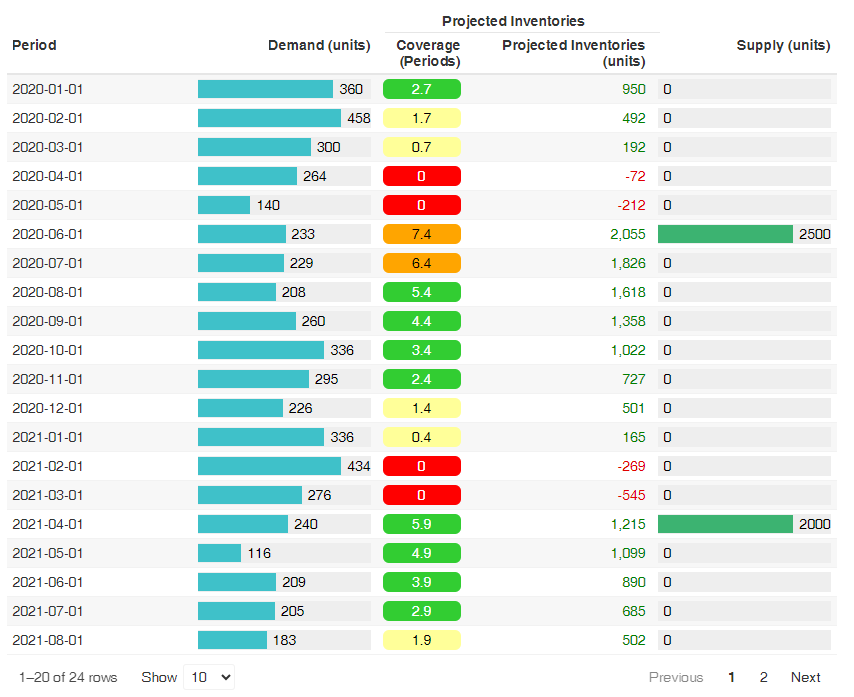 Projected Inventories
Period Demand (units) Coverage (Periods) Projected Inventories (units) Supply (units)
2020-01-01 360 2.7 950 0
2020-02-01 458 1.7 492 0
2020-03-01 300 0.7 192 0
2020-04-01 264 0 -72 0
2020-05-01 140 0 -212 0
2020-06-01 233 7.4 2,055 2500
2020-07-01 229 6.4 1,826 0
2020-08-01 208 5.4 1,618 0
2020-09-01 260 4.4 1,358 0
2020-10-01 336 3.4 1,022 0
2020-11-01 295 2.4 727 0
2020-12-01 226 1.4 501 0
2021-01-01 336 0.4 165 0
2021-02-01 434 0 -269 0
2021-03-01 276 0 -545 0
2021-04-01 240 5.9 1,215 2000
2021-05-01 116 4.9 1,099 0
2021-06-01 209 3.9 890 0
2021-07-01 205 2.9 685 0
2021-08-01 183 1.9 502 0
1–20 of 24 rows Show 10 Previous 1 2 Next